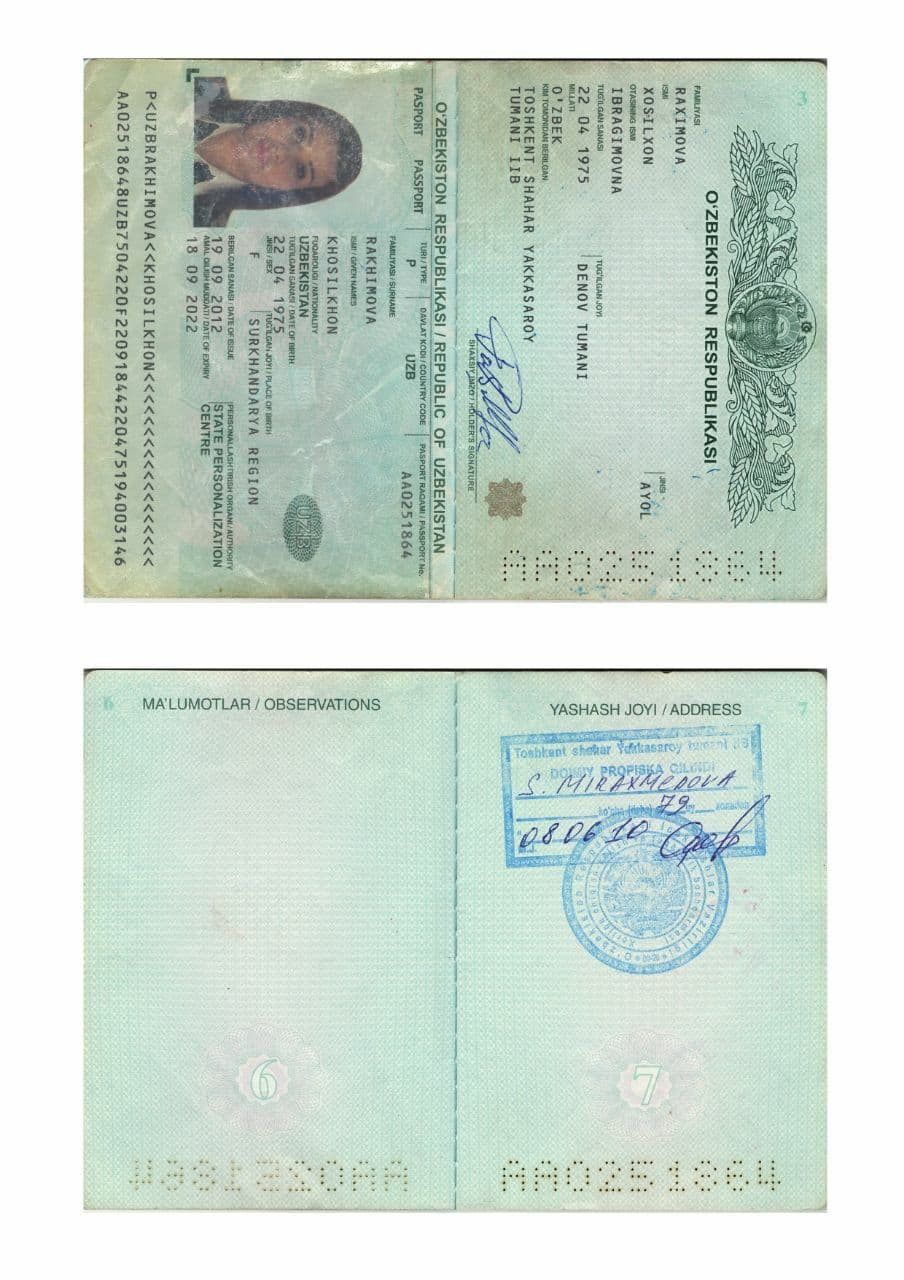 3
O‘ZBEKISTON RESPUBLIKASI
FAMILIYASI
RAXIMOVA
ISMI
XOSILXON
JINSI
AYOL
OTASINING ISMI
IBRAGIMOVNA
TUG'ILGAN SANASI
TUG'ILGAN JOYI
22 04 1975
DENOV TUMANI
MILLATI
O'ZBEK
KIM TOMONIDAN BERILGAN:
TOSHKENT SHAHAR YAKKASAROY
TUMANI IIB
SHAXSIY IMZO / HOLDER'S SIGNATURE
AA0251864
O‘ZBEKISTON RESPUBLIKASI / REPUBLIC OF UZBEKISTAN
PASPORT PASSPORT
TURI / TYPE
P
DAVLAT KODI / COUNTRY CODE
UZB
PASPORT RAQAMI / PASSPORT No.
AA0251864
FAMILIYASI / SURNAME
RAKHIMOVA
ISMI / GIVEN NAMES
KHOSILKHON
FUQAROLIGI / NATIONALITY
UZBEKISTAN
UZB
TUG'ILGAN SANASI / DATE OF BIRTH
22 04 1975
JINSI / SEX
F
TUG'ILGAN JOYI / PLACE OF BIRTH
SURKHANDARYA REGION
BERILGAN SANASI / DATE OF ISSUE
19 09 2012
PERSONALLASHTIRISH ORGANI / AUTHORITY
STATE PERSONALIZATION
CENTRE
AMAL QILISH MUDDATI / DATE OF EXPIRY
18 09 2022
P<UZBRAKHIMOVA<<KHOSILKHON<<<<<<<<<<<<<<<<<<
AA02518648UZB7504220F22091844220475194003146
7
YASHASH JOYI / ADDRESS
Toshkent shahar Yakkasaroy tumani IIB
DOIMIY PROPISKA QILINDI
S. MIRAXMEDOVA
79
08 06 10
7
AA0251864
MA'LUMOTLAR / OBSERVATIONS
6
AA0251864
6